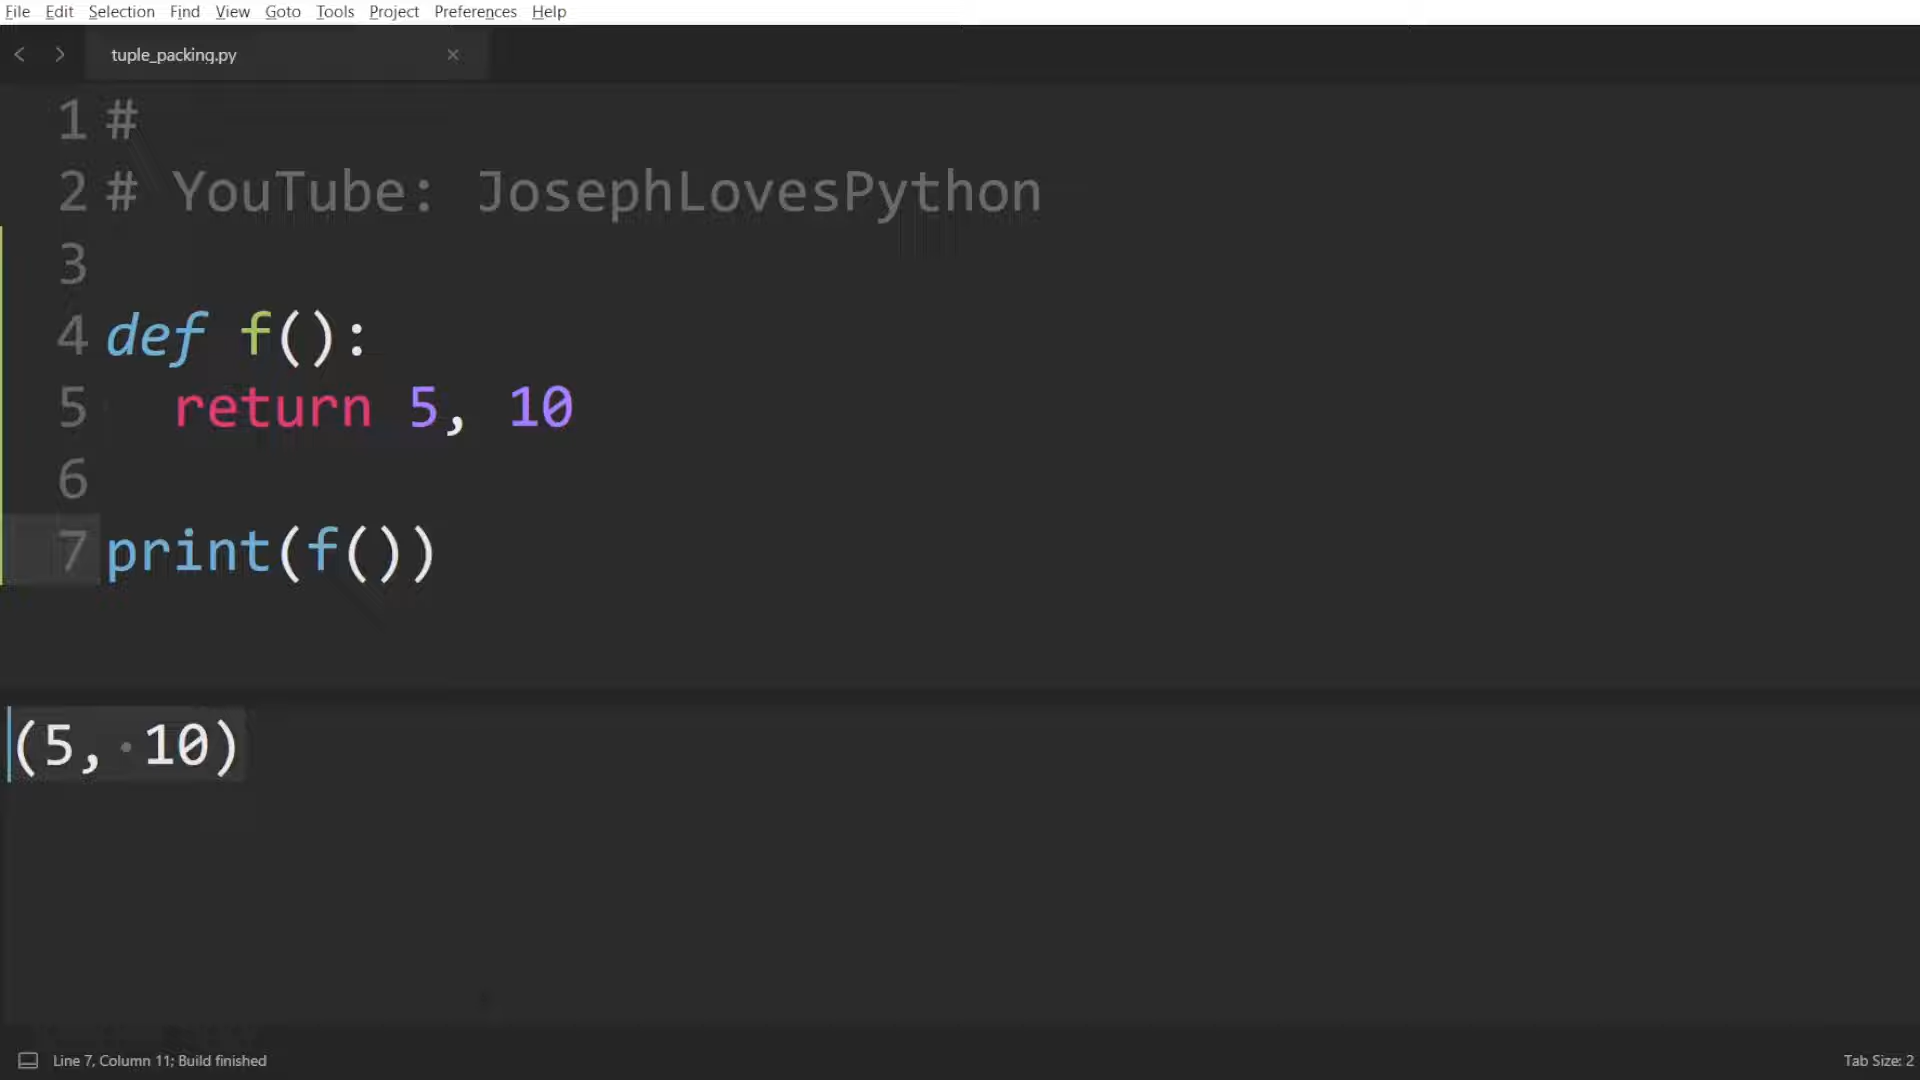 File Edit Selection Find View Goto Tools Project Preferences Help
tuple_packing.py
1 #
2 # YouTube: JosephLovesPython
3
4 def f():
5   return 5, 10
6
7 print(f())
(5, 10)
Line 7, Column 11; Build finished
Tab Size: 2